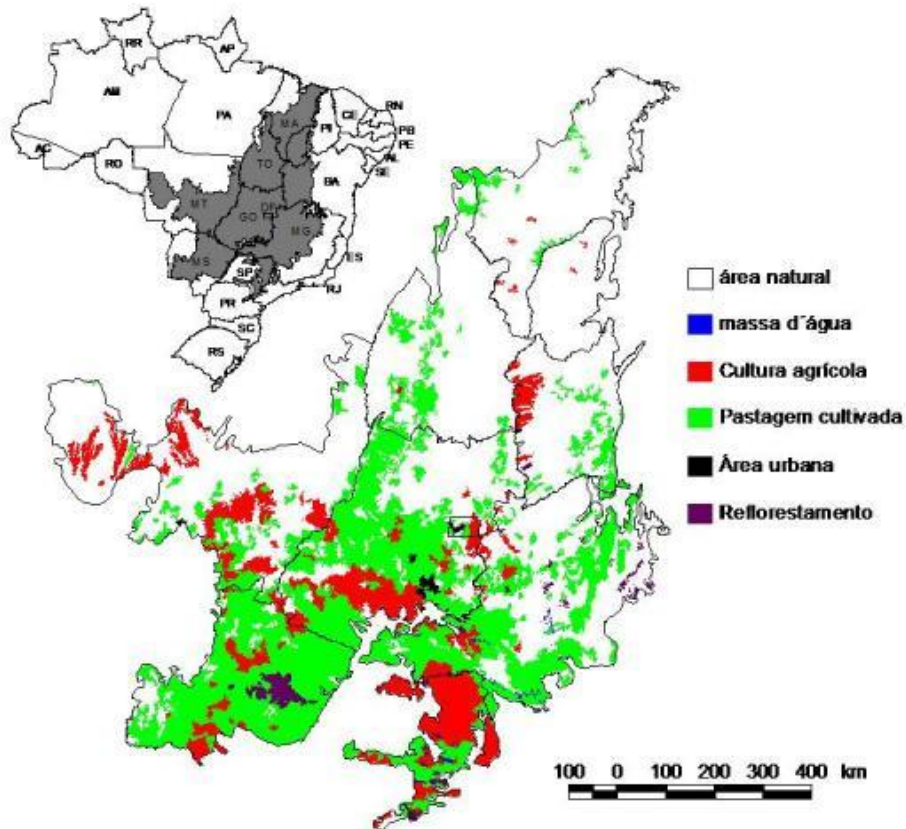 RR
AP
AM
PA
MA
CE
RN
PI
PB
PE
AC
AL
RO
TO
SE
BA
MT
DF
GO
MG
MS
ES
SP
RJ
PR
SC
RS
área natural
massa d´água
Cultura agrícola
Pastagem cultivada
Área urbana
Reflorestamento
100 0 100 200 300 400 km